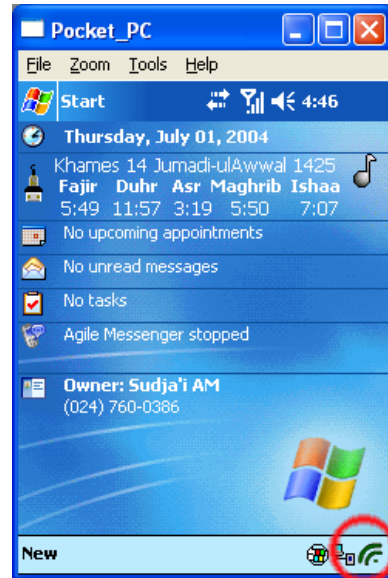 Pocket_PC
File Zoom Tools Help
Start 4:46
Thursday, July 01, 2004
Khames 14 Jumadi-ulAwwal 1425
Fajir Duhr Asr Maghrib Ishaa
5:49 11:57 3:19 5:50 7:07
No upcoming appointments
No unread messages
No tasks
Agile Messenger stopped
Owner: Sudja'i AM
(024) 760-0386
New